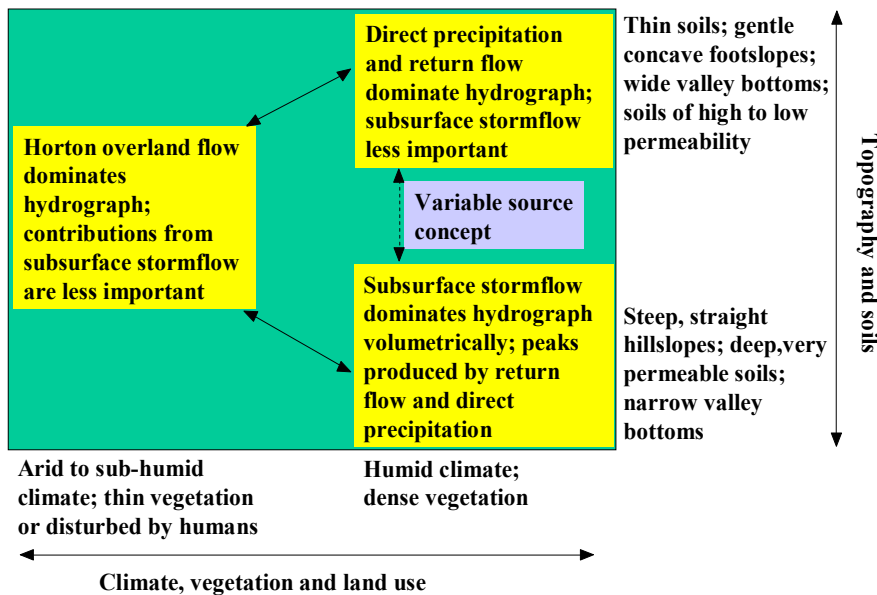 Direct precipitation
and return flow
dominate hydrograph;
subsurface stormflow
less important
Thin soils; gentle
concave footslopes;
wide valley bottoms;
soils of high to low
permeability
Horton overland flow
dominates
hydrograph;
contributions from
subsurface stormflow
are less important
Variable source
concept
Topography and soils
Subsurface stormflow
dominates hydrograph
volumetrically; peaks
produced by return
flow and direct
precipitation
Steep, straight
hillslopes; deep,very
permeable soils;
narrow valley
bottoms
Arid to sub-humid
climate; thin vegetation
or disturbed by humans
Humid climate;
dense vegetation
Climate, vegetation and land use